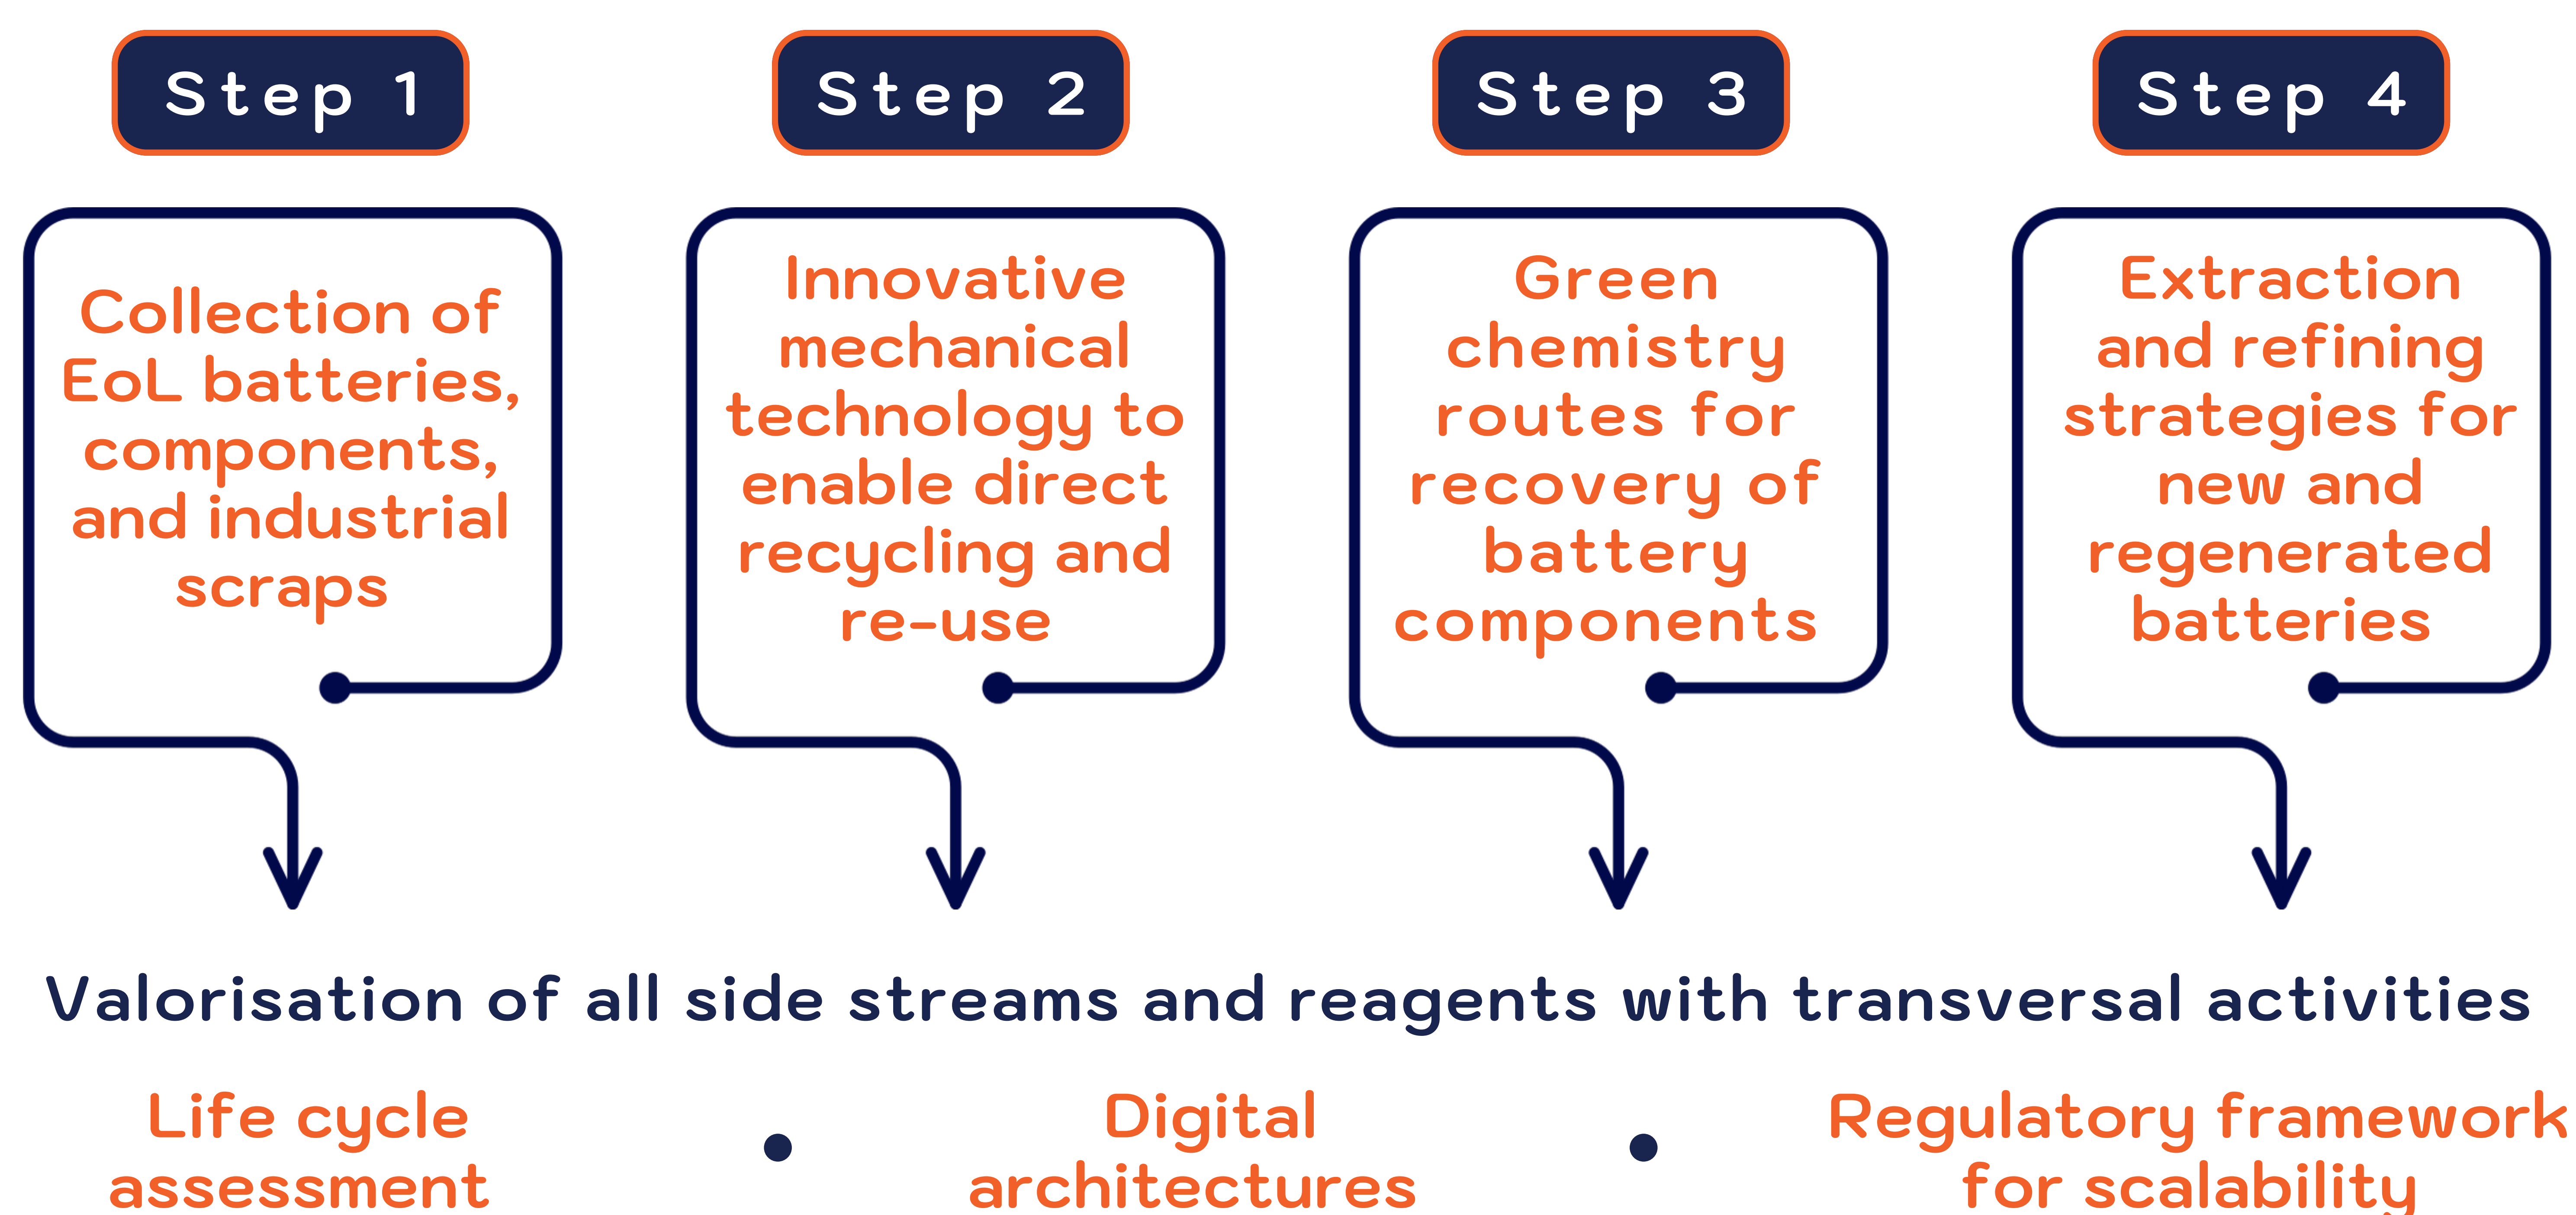 Step 1
Collection of
EoL batteries,
components,
and industrial
scraps
Step 2
Innovative
mechanical
technology to
enable direct
recycling and
re-use
Step 3
Green
chemistry
routes for
recovery of
battery
components
Step 4
Extraction
and refining
strategies for
new and
regenerated
batteries
Valorisation of all side streams and reagents with transversal activities
Life cycle
assessment
•
Digital
architectures
•
Regulatory framework
for scalability